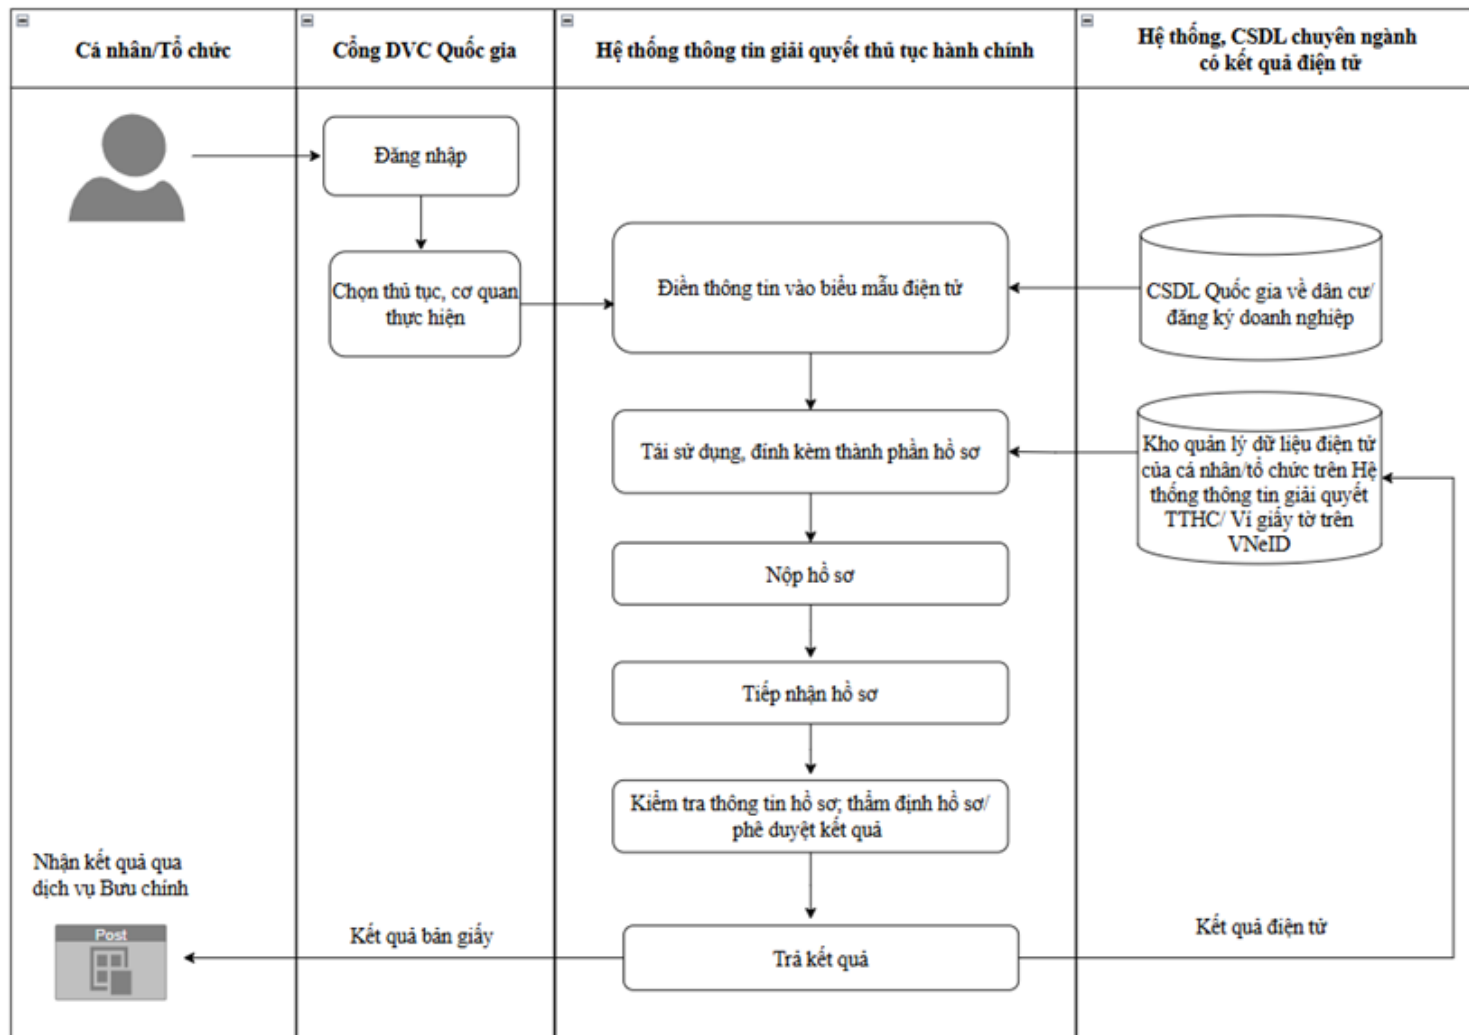 Cá nhân/Tổ chức
Cổng DVC Quốc gia
Hệ thống thông tin giải quyết thủ tục hành chính
Hệ thống, CSDL chuyên ngành
có kết quả điện tử
Đăng nhập
Chọn thủ tục, cơ quan
thực hiện
Điền thông tin vào biểu mẫu điện tử
CSDL Quốc gia về dân cư/
đăng ký doanh nghiệp
Tái sử dụng, đính kèm thành phần hồ sơ
Kho quản lý dữ liệu điện tử
của cá nhân/tổ chức trên Hệ
thống thông tin giải quyết
TTHC/ Ví giấy tờ trên
VNeID
Nộp hồ sơ
Tiếp nhận hồ sơ
Kiểm tra thông tin hồ sơ; thẩm định hồ sơ/
phê duyệt kết quả
Nhận kết quả qua
dịch vụ Bưu chính
Post
Kết quả bản giấy
Trả kết quả
Kết quả điện tử